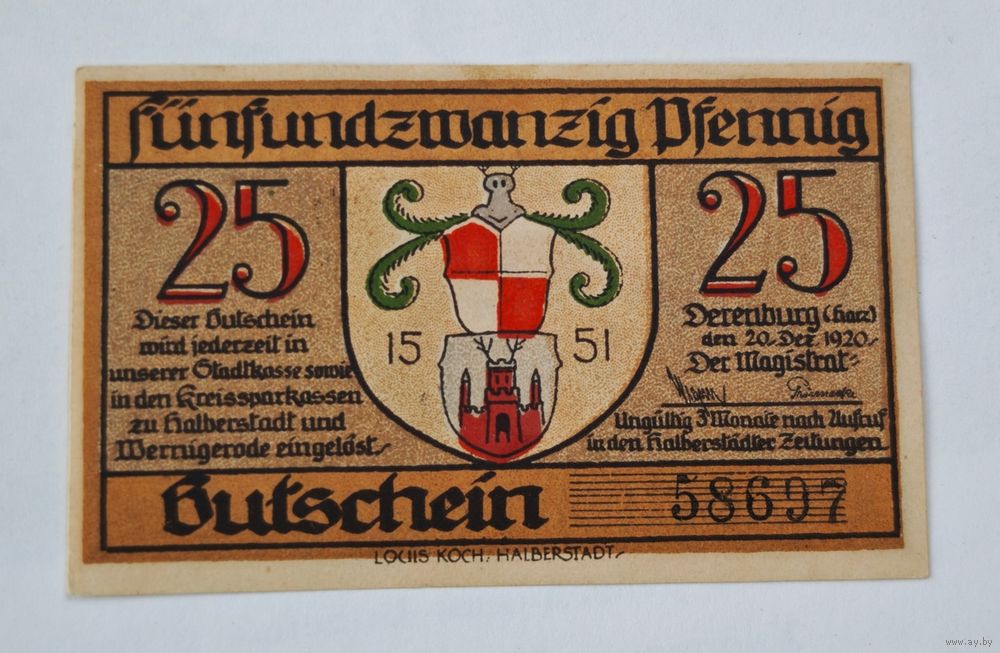 fünfundzwanzig Pfennig
25
25
Dieser Gutschein
wird jederzeit in
unserer Stadtkasse sowie
in den Kreissparkassen
zu Halberstadt und
Wernigerode eingelöst.
15 51
Derenburg (Harz)
den 20. Dez. 1920.
Der Magistrat:
Ungültig 3 Monate nach Aufruf
in den Halberstädter Zeitungen.
Gutschein
58697
LOUIS KOCH. HALBERSTADT.
www.ay.by